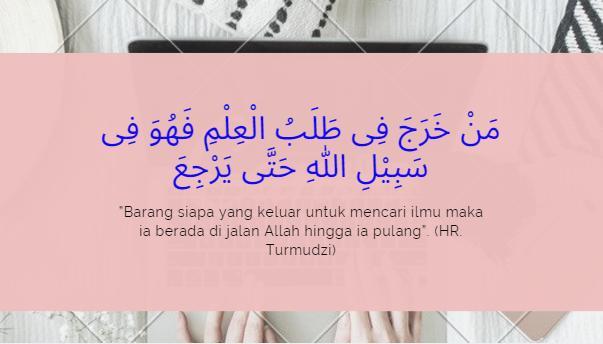 مَنْ خَرَجَ فِى طَلَبُ الْعِلْمِ فَهُوَ فِى
سَبِيْلِ اللهِ حَتَّى يَرْجِعَ
"Barang siapa yang keluar untuk mencari ilmu maka
ia berada di jalan Allah hingga ia pulang”. (HR.
Turmudzi)